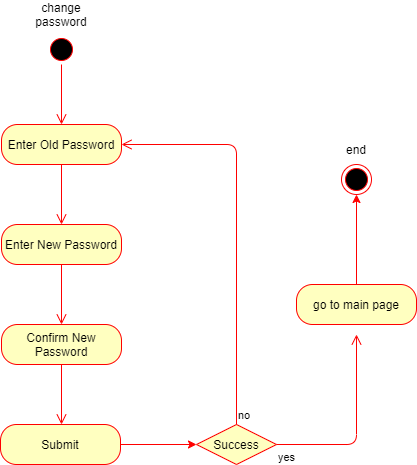 change
password
Enter Old Password
end
Enter New Password
go to main page
Confirm New
Password
no
Submit
Success
yes